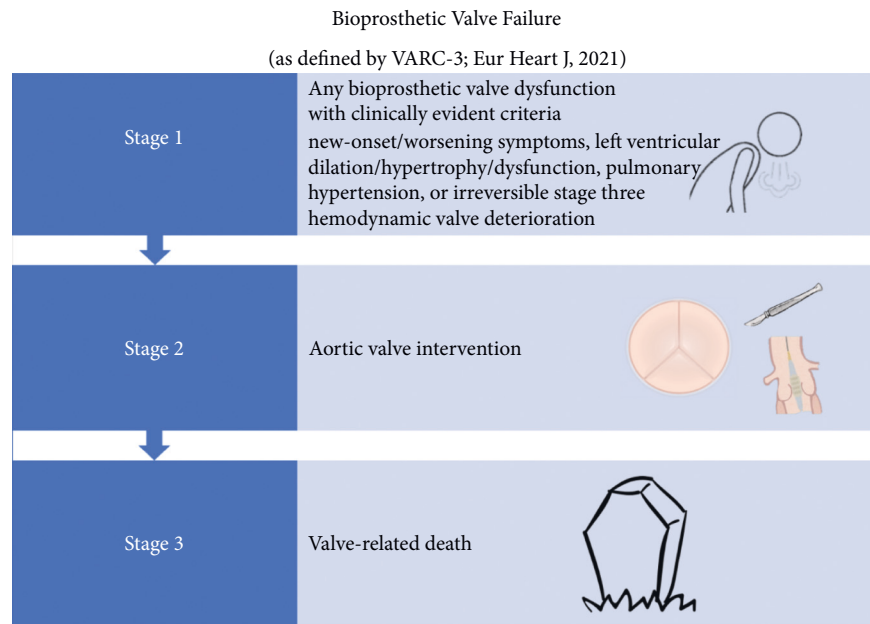 Bioprosthetic Valve Failure
(as defined by VARC-3; Eur Heart J, 2021)
Stage 1
Any bioprosthetic valve dysfunction
with clinically evident criteria
new-onset/worsening symptoms, left ventricular
dilation/hypertrophy/dysfunction, pulmonary
hypertension, or irreversible stage three
hemodynamic valve deterioration
Stage 2
Aortic valve intervention
Stage 3
Valve-related death